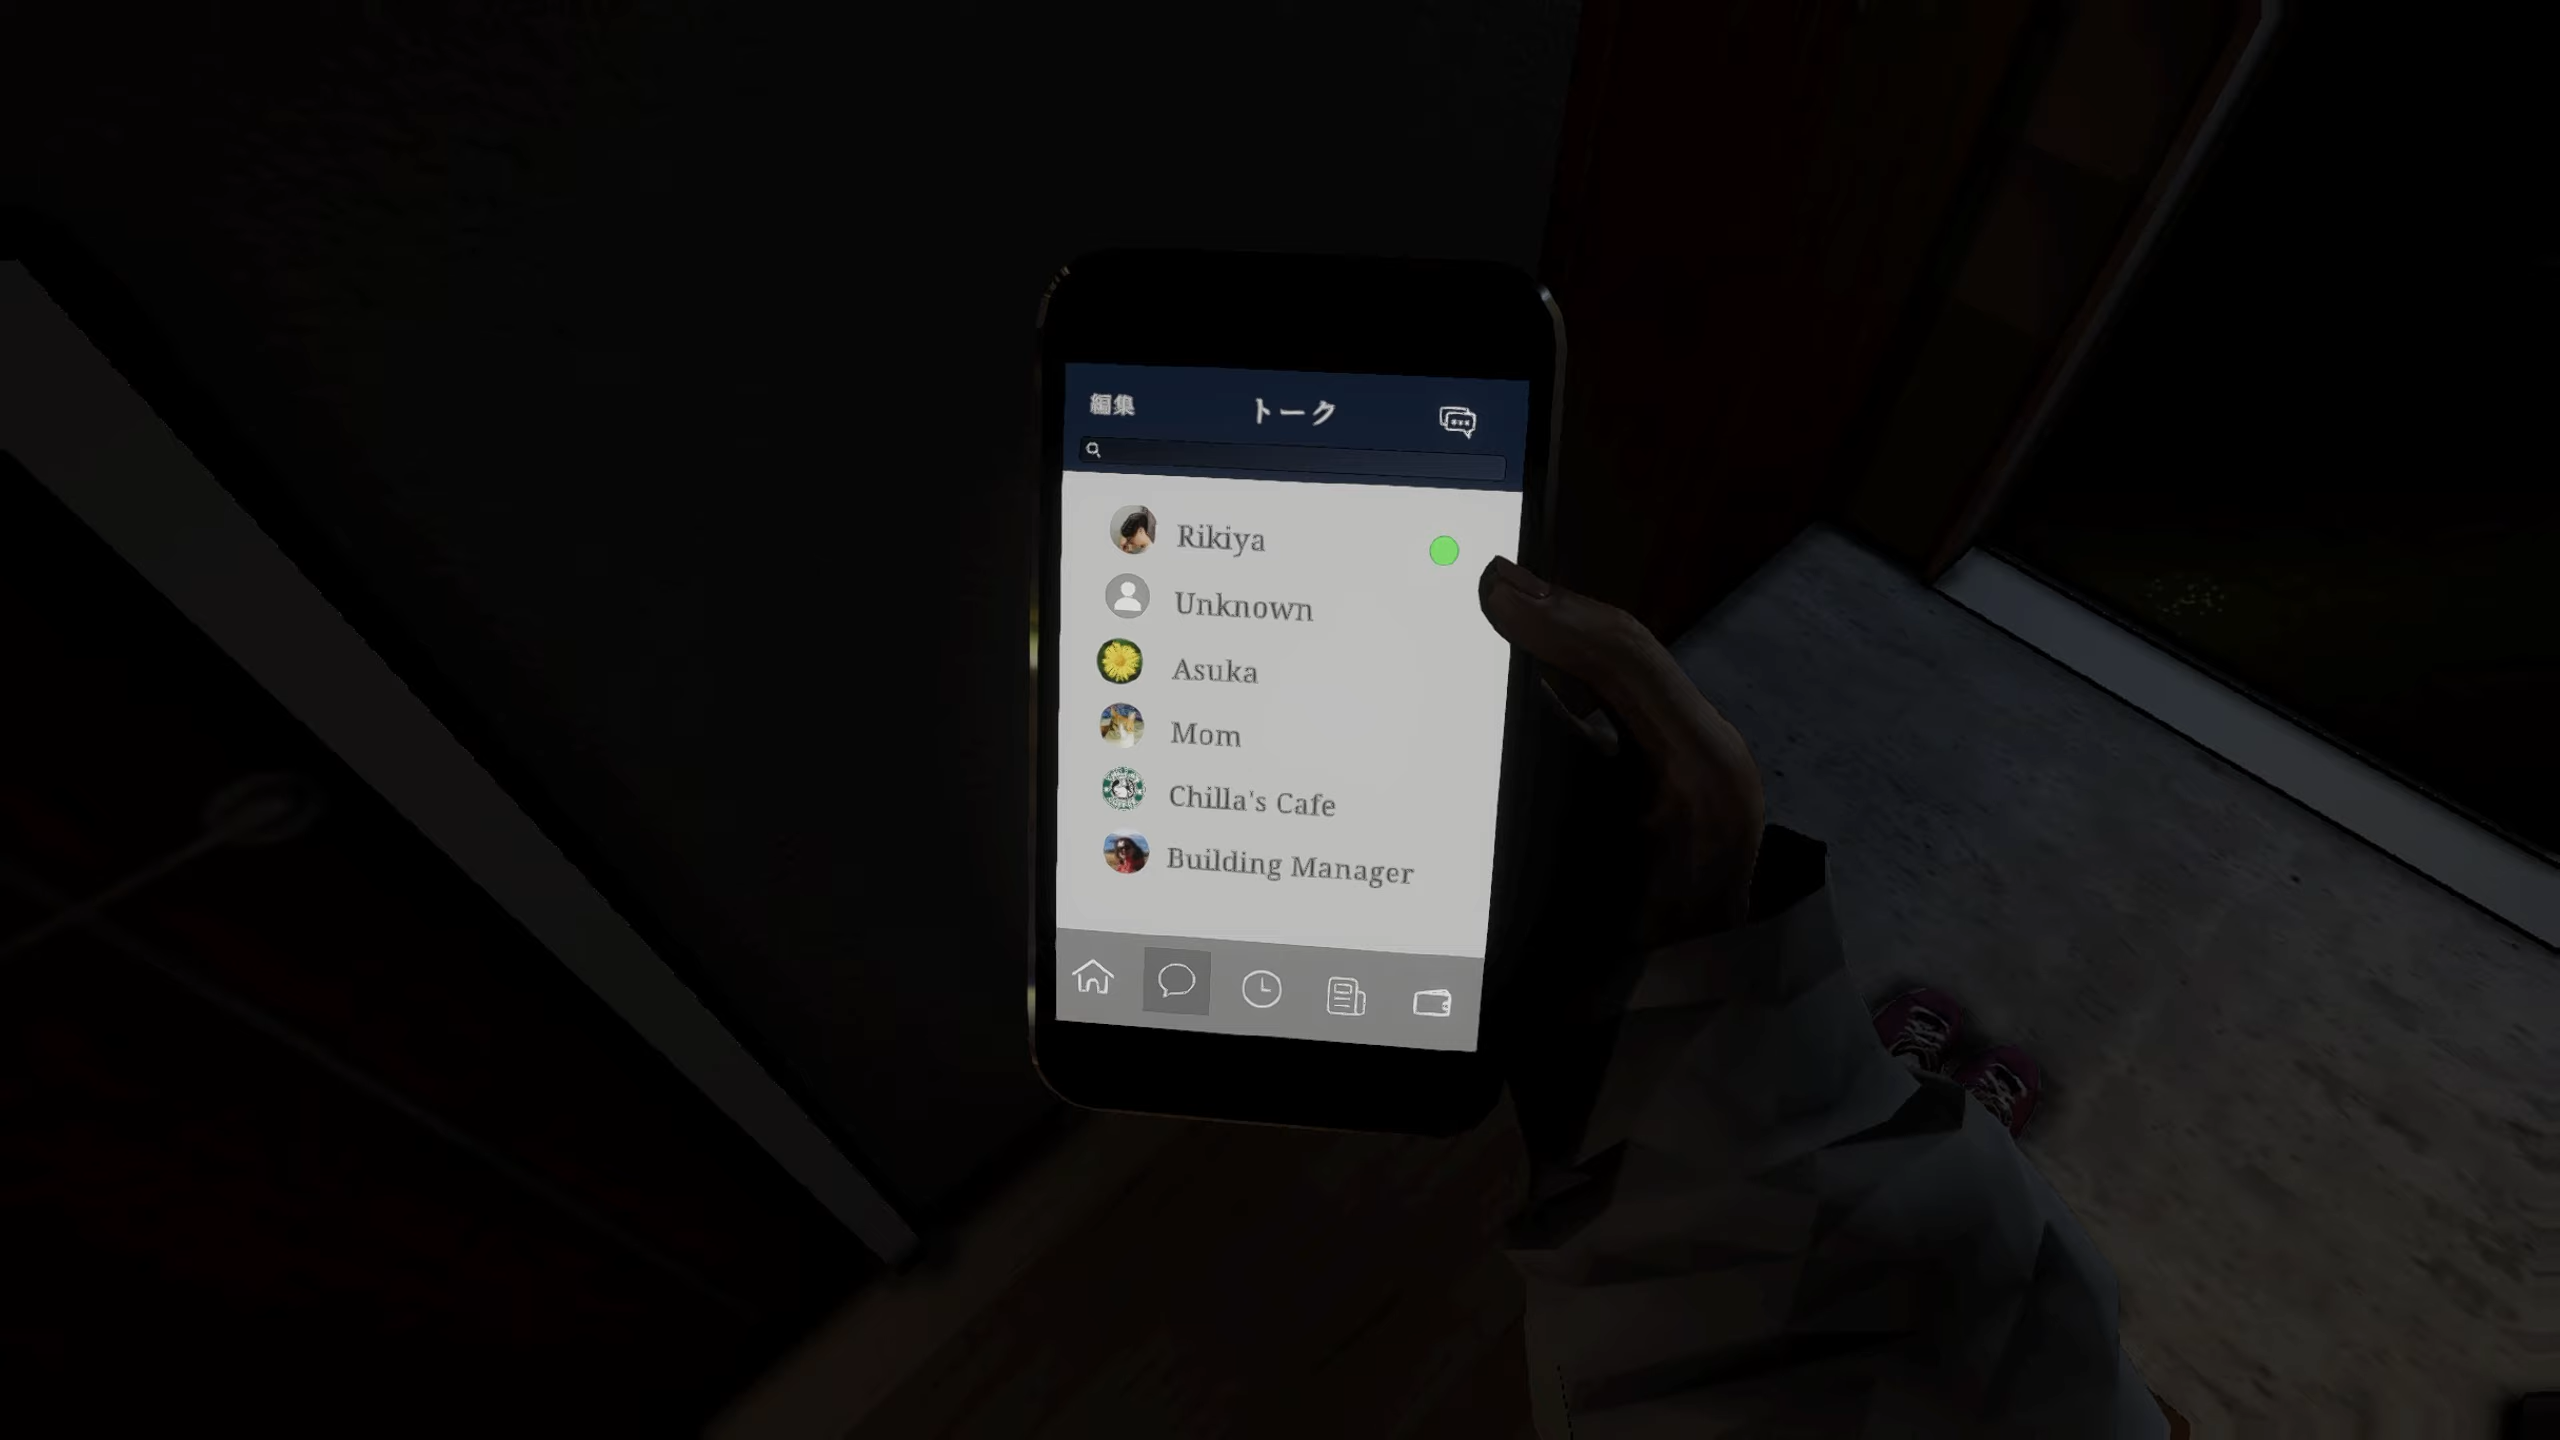 編集
トーク
Rikiya
Unknown
Asuka
Mom
Chilla's Cafe
Building Manager